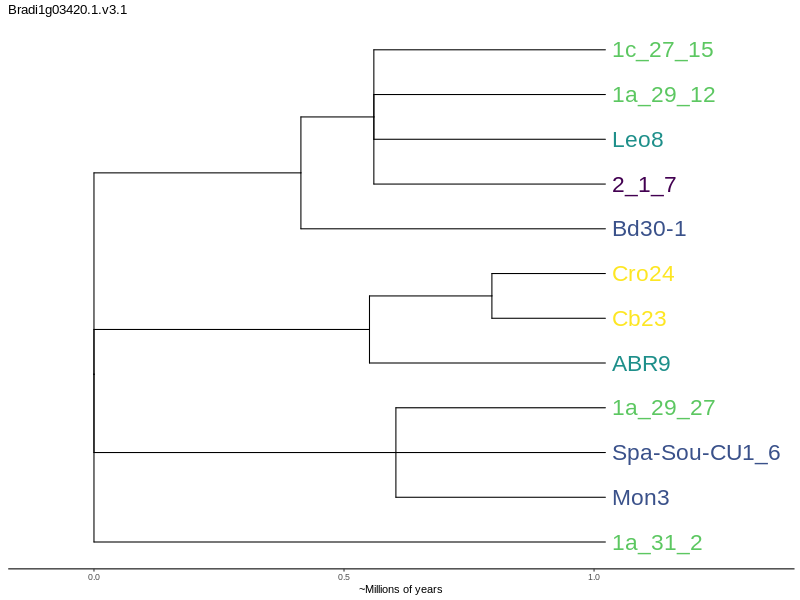 Bradi1g03420.1.v3.1
1c_27_15
1a_29_12
Leo8
2_1_7
Bd30-1
Cro24
Cb23
ABR9
1a_29_27
Spa-Sou-CU1_6
Mon3
1a_31_2
0.0 0.5 1.0
~Millions of years